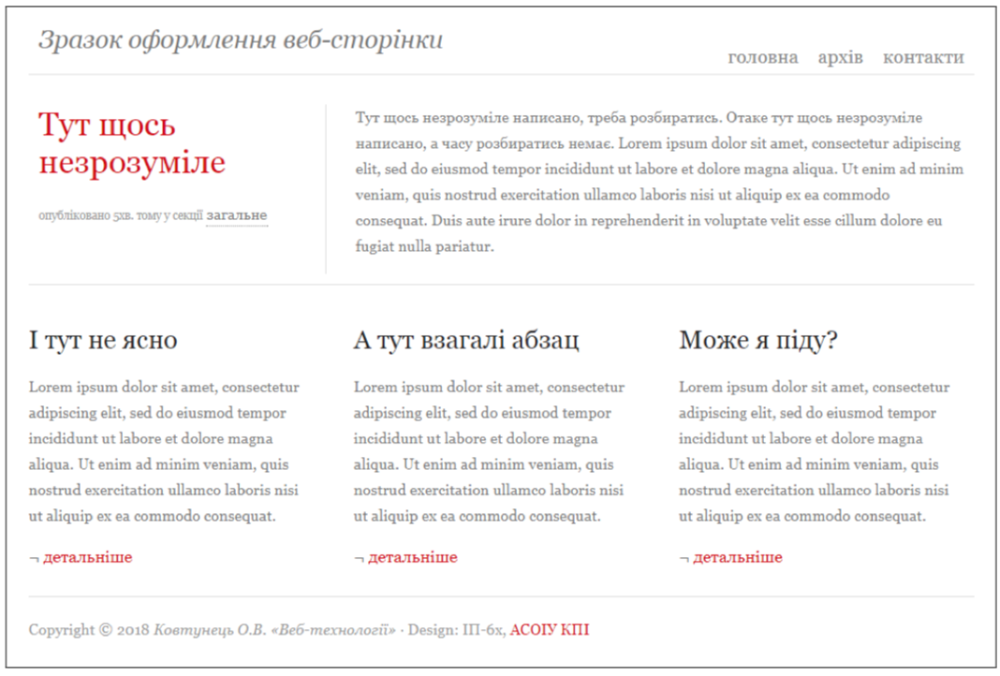 Зразок оформлення веб-сторінки
головна архів контакти
Тут щось
незрозуміле
опубліковано 5хв. тому у секції загальне
Тут щось незрозуміле написано, треба розбиратись. Отаке тут щось незрозуміле
написано, а часу розбиратись немає. Lorem ipsum dolor sit amet, consectetur adipiscing
elit, sed do eiusmod tempor incididunt ut labore et dolore magna aliqua. Ut enim ad minim
veniam, quis nostrud exercitation ullamco laboris nisi ut aliquip ex ea commodo
consequat. Duis aute irure dolor in reprehenderit in voluptate velit esse cillum dolore eu
fugiat nulla pariatur.
І тут не ясно
Lorem ipsum dolor sit amet, consectetur
adipiscing elit, sed do eiusmod tempor
incididunt ut labore et dolore magna
aliqua. Ut enim ad minim veniam, quis
nostrud exercitation ullamco laboris nisi
ut aliquip ex ea commodo consequat.
¬ детальніше
А тут взагалі абзац
Lorem ipsum dolor sit amet, consectetur
adipiscing elit, sed do eiusmod tempor
incididunt ut labore et dolore magna
aliqua. Ut enim ad minim veniam, quis
nostrud exercitation ullamco laboris nisi
ut aliquip ex ea commodo consequat.
¬ детальніше
Може я піду?
Lorem ipsum dolor sit amet, consectetur
adipiscing elit, sed do eiusmod tempor
incididunt ut labore et dolore magna
aliqua. Ut enim ad minim veniam, quis
nostrud exercitation ullamco laboris nisi
ut aliquip ex ea commodo consequat.
¬ детальніше
Copyright © 2018 Ковтунець О.В. «Веб-технології» · Design: ІП-6х, АСОІУ КПІ